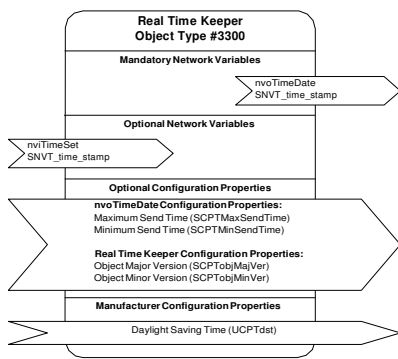 Real Time Keeper
Object Type #3300
Mandatory Network Variables
nvoTimeDate
SNVT_time_stamp
Optional Network Variables
nviTimeSet
SNVT_time_stamp
Optional Configuration Properties
nvoTimeDate Configuration Properties:
Maximum Send Time (SCPTMaxSendTime)
Minimum Send Time (SCPTMinSendTime)
Real Time Keeper Configuration Properties:
Object Major Version (SCPTobjMajVer)
Object Minor Version (SCPTobjMinVer)
Manufacturer Configuration Properties
Daylight Saving Time (UCPTdst)